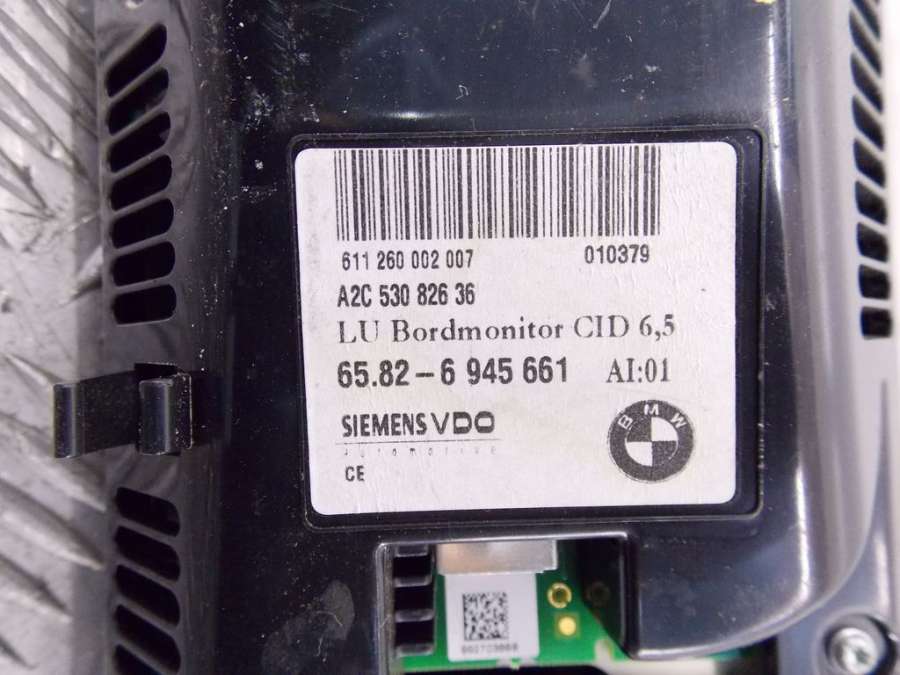 611 260 002 007 010379
A2C 530 826 36
LU Bordmonitor CID 6,5
65.82-6 945 661 AI:01
SIEMENS VDO
Automotive
CE
BMW